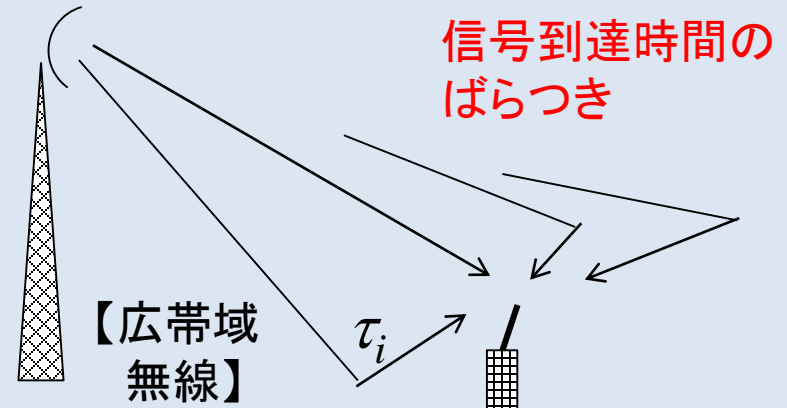 信号到達時間の
ばらつき
【広帯域
無線】
τi